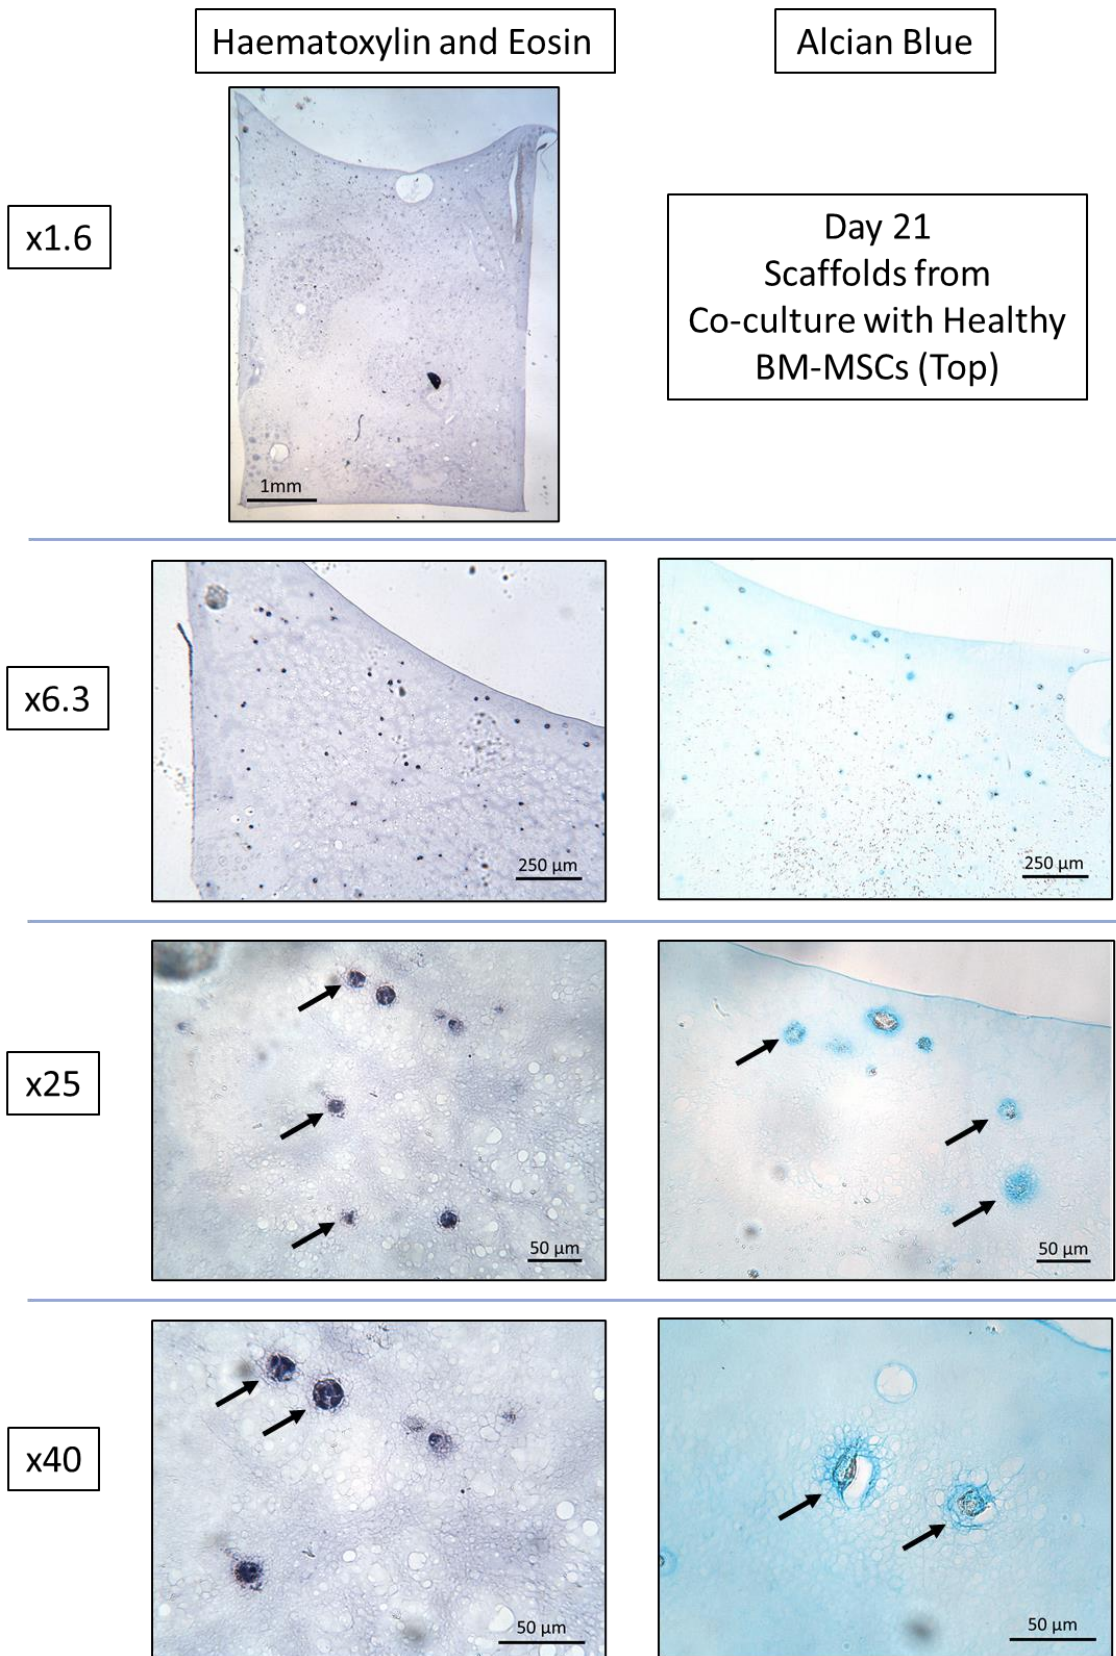 Haematoxylin and Eosin
Alcian Blue
x1.6
1mm
Day 21
Scaffolds from
Co-culture with Healthy
BM-MSCs (Top)
x6.3
250 µm
250 µm
x25
50 µm
50 µm
x40
50 µm
50 µm